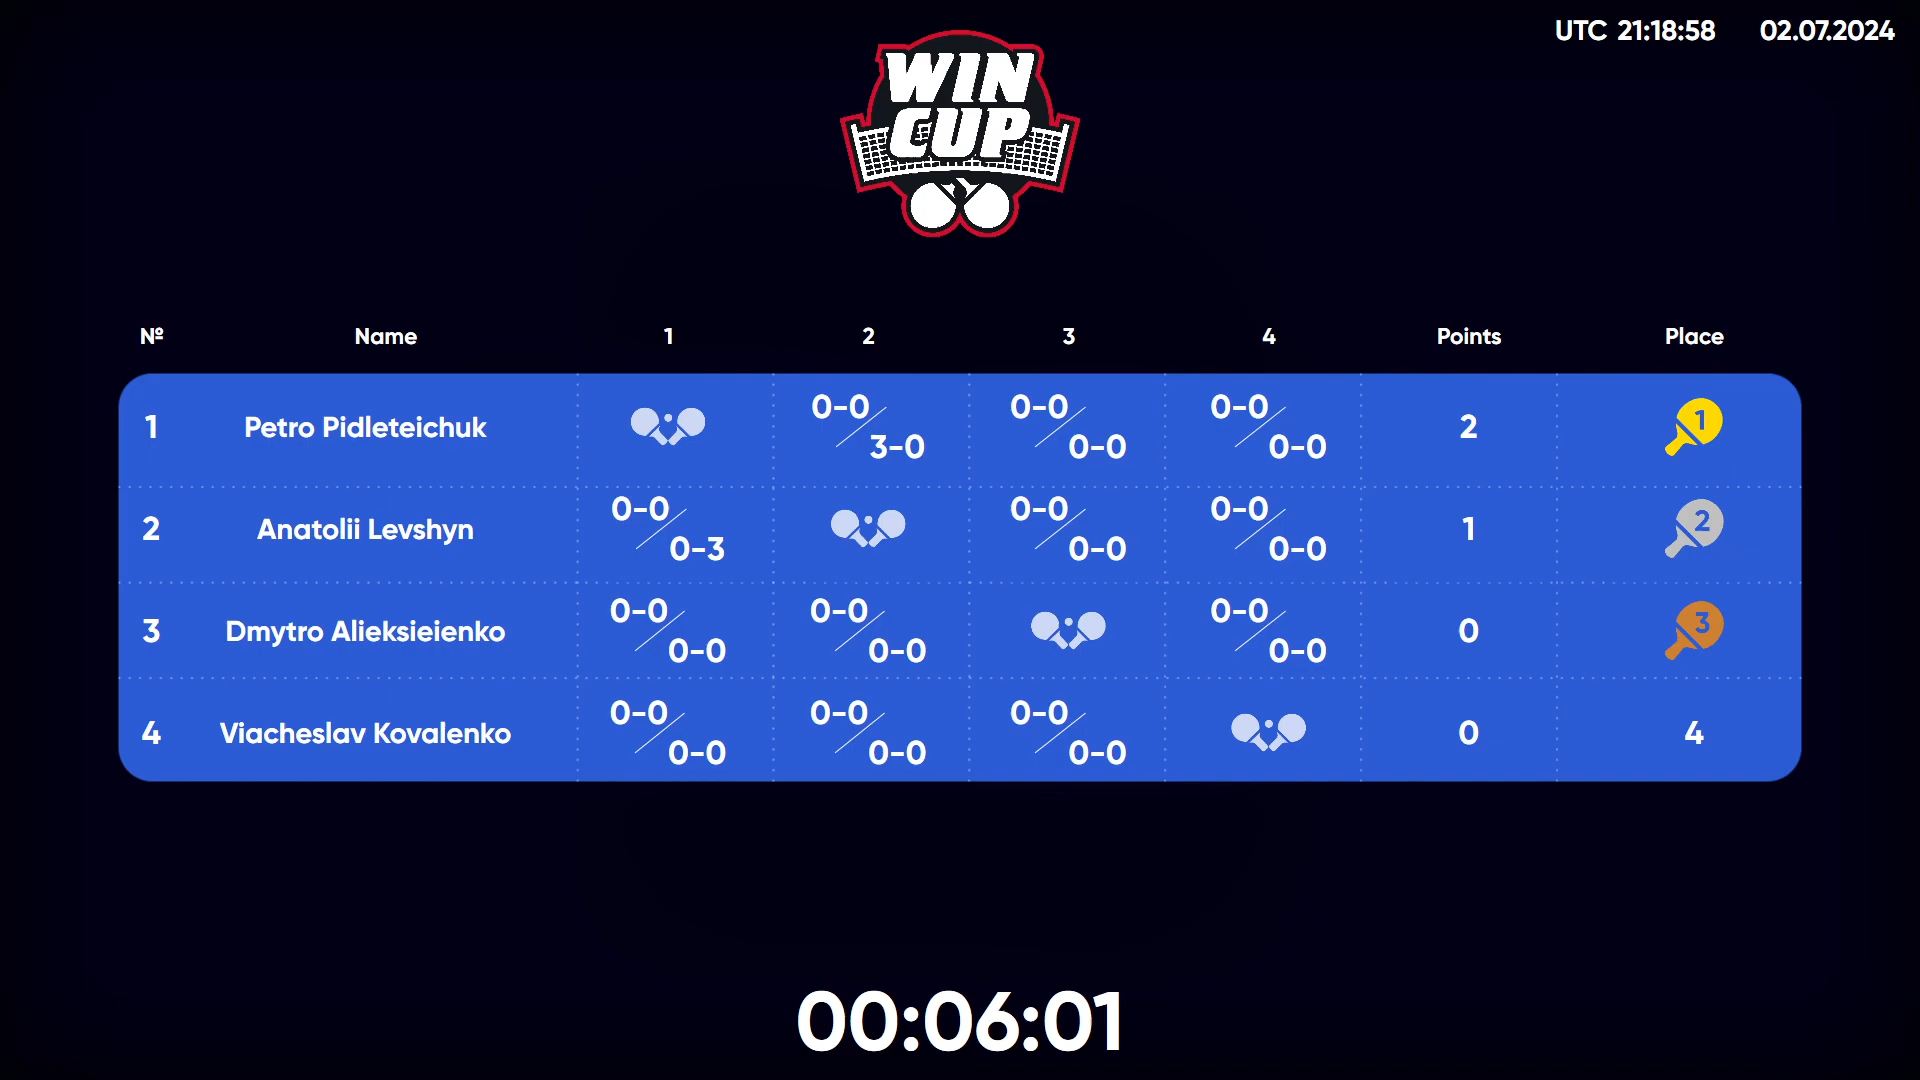 UTC 21:18:58 02.07.2024
WIN
CUP
№ Name 1 2 3 4 Points Place
1 Petro Pidleteichuk 0-0 3-0 0-0 0-0 0-0 0-0 2 1
2 Anatolii Levshyn 0-0 0-3 0-0 0-0 0-0 0-0 1 2
3 Dmytro Alieksieienko 0-0 0-0 0-0 0-0 0-0 0-0 0 3
4 Viacheslav Kovalenko 0-0 0-0 0-0 0-0 0-0 0-0 0 4
00:06:01